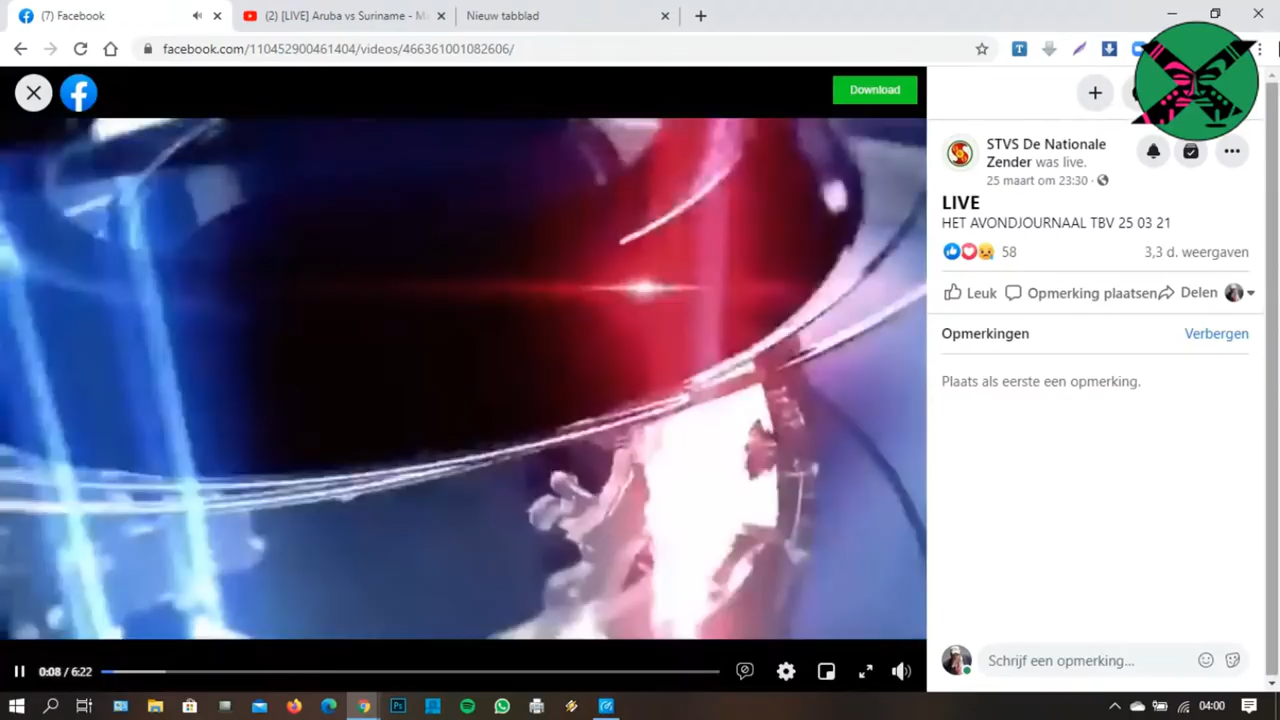 (7) Facebook
(2) [LIVE] Aruba vs Suriname - M
Nieuw tabblad
facebook.com/110452900461404/videos/466361001082606/
Download
STVS De Nationale
Zender was live.
25 maart om 23:30 ·
LIVE
HET AVONDJOURNAAL TBV 25 03 21
58
3,3 d. weergaven
Leuk
Opmerking plaatsen
Delen
Opmerkingen
Verbergen
Plaats als eerste een opmerking.
0:08 / 6:22
Schrijf een opmerking...
04:00